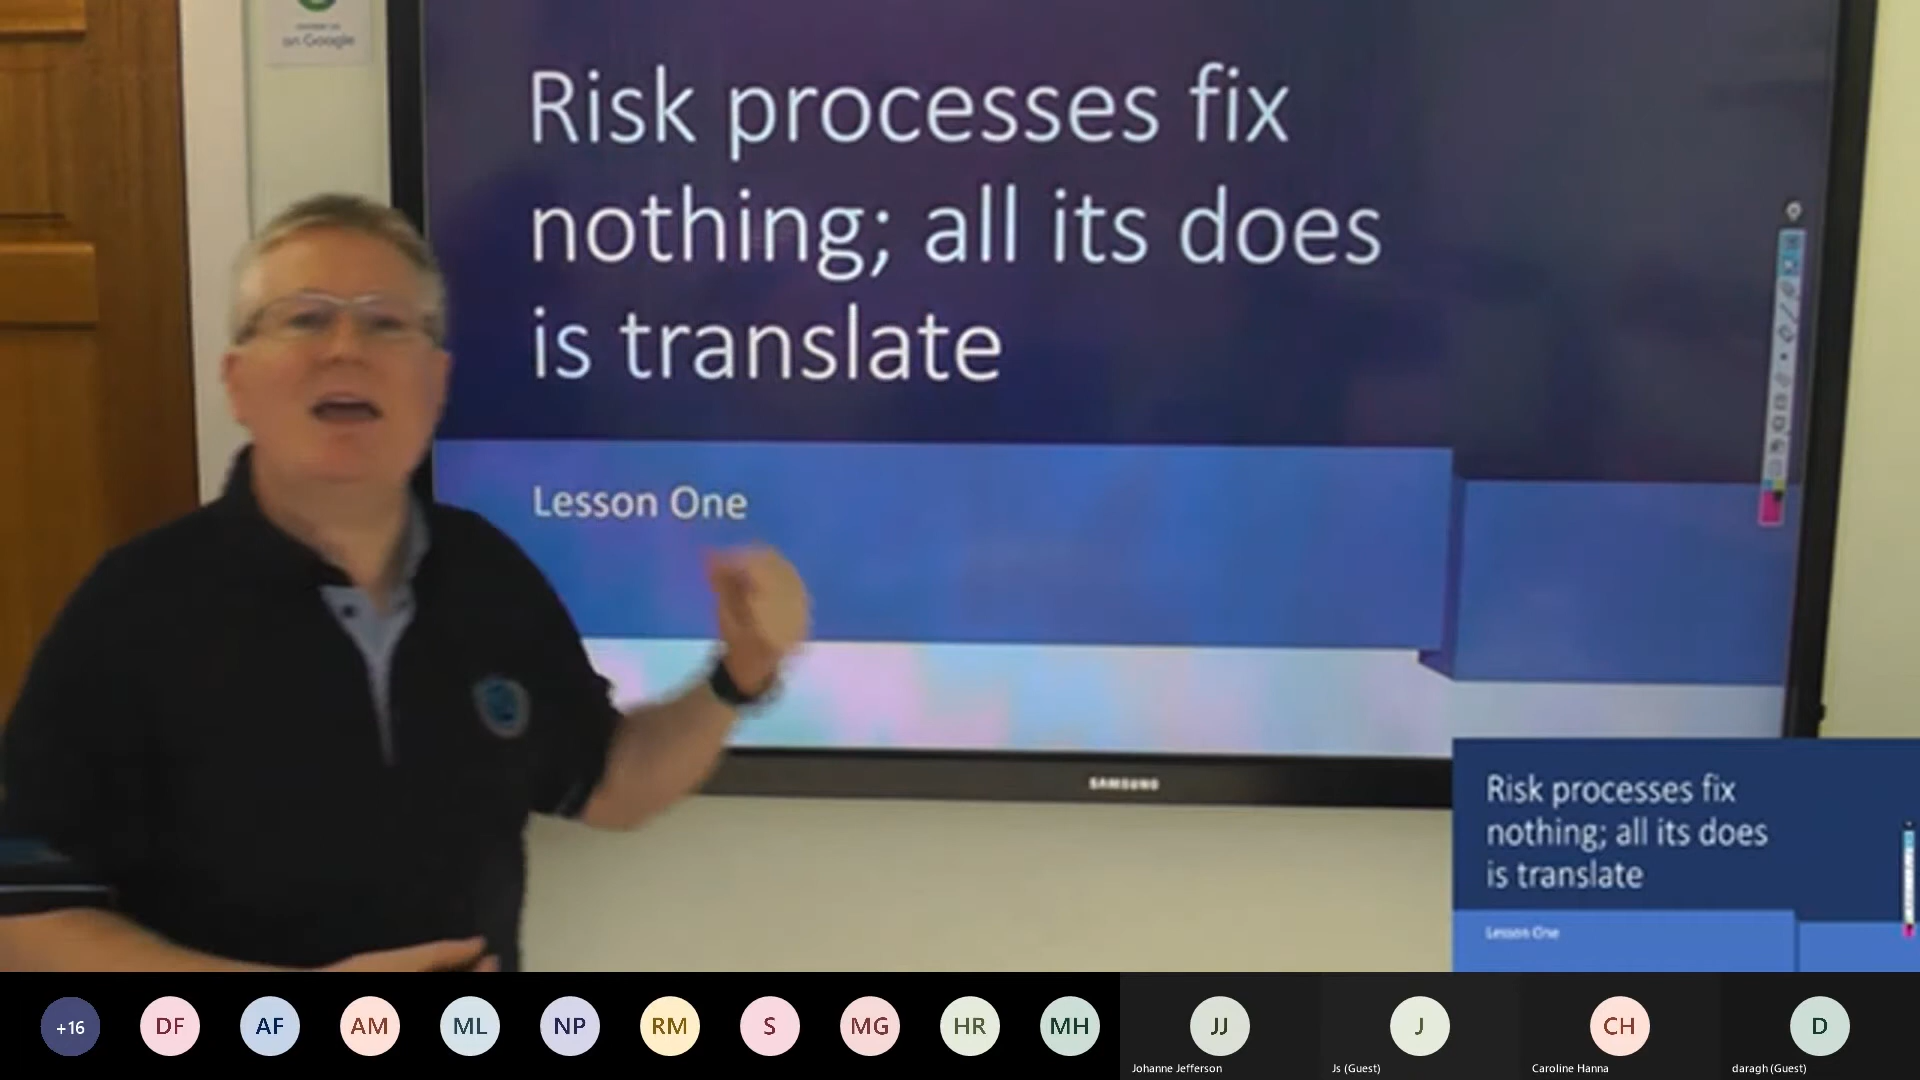 on Google
Risk processes fix
nothing; all its does
is translate
Lesson One
SAMSUNG
Risk processes fix
nothing; all its does
is translate
Lesson One
+16
DF
AF
AM
ML
NP
RM
S
MG
HR
MH
JJ
J
CH
D
Johanne Jefferson
Js (Guest)
Caroline Hanna
daragh (Guest)